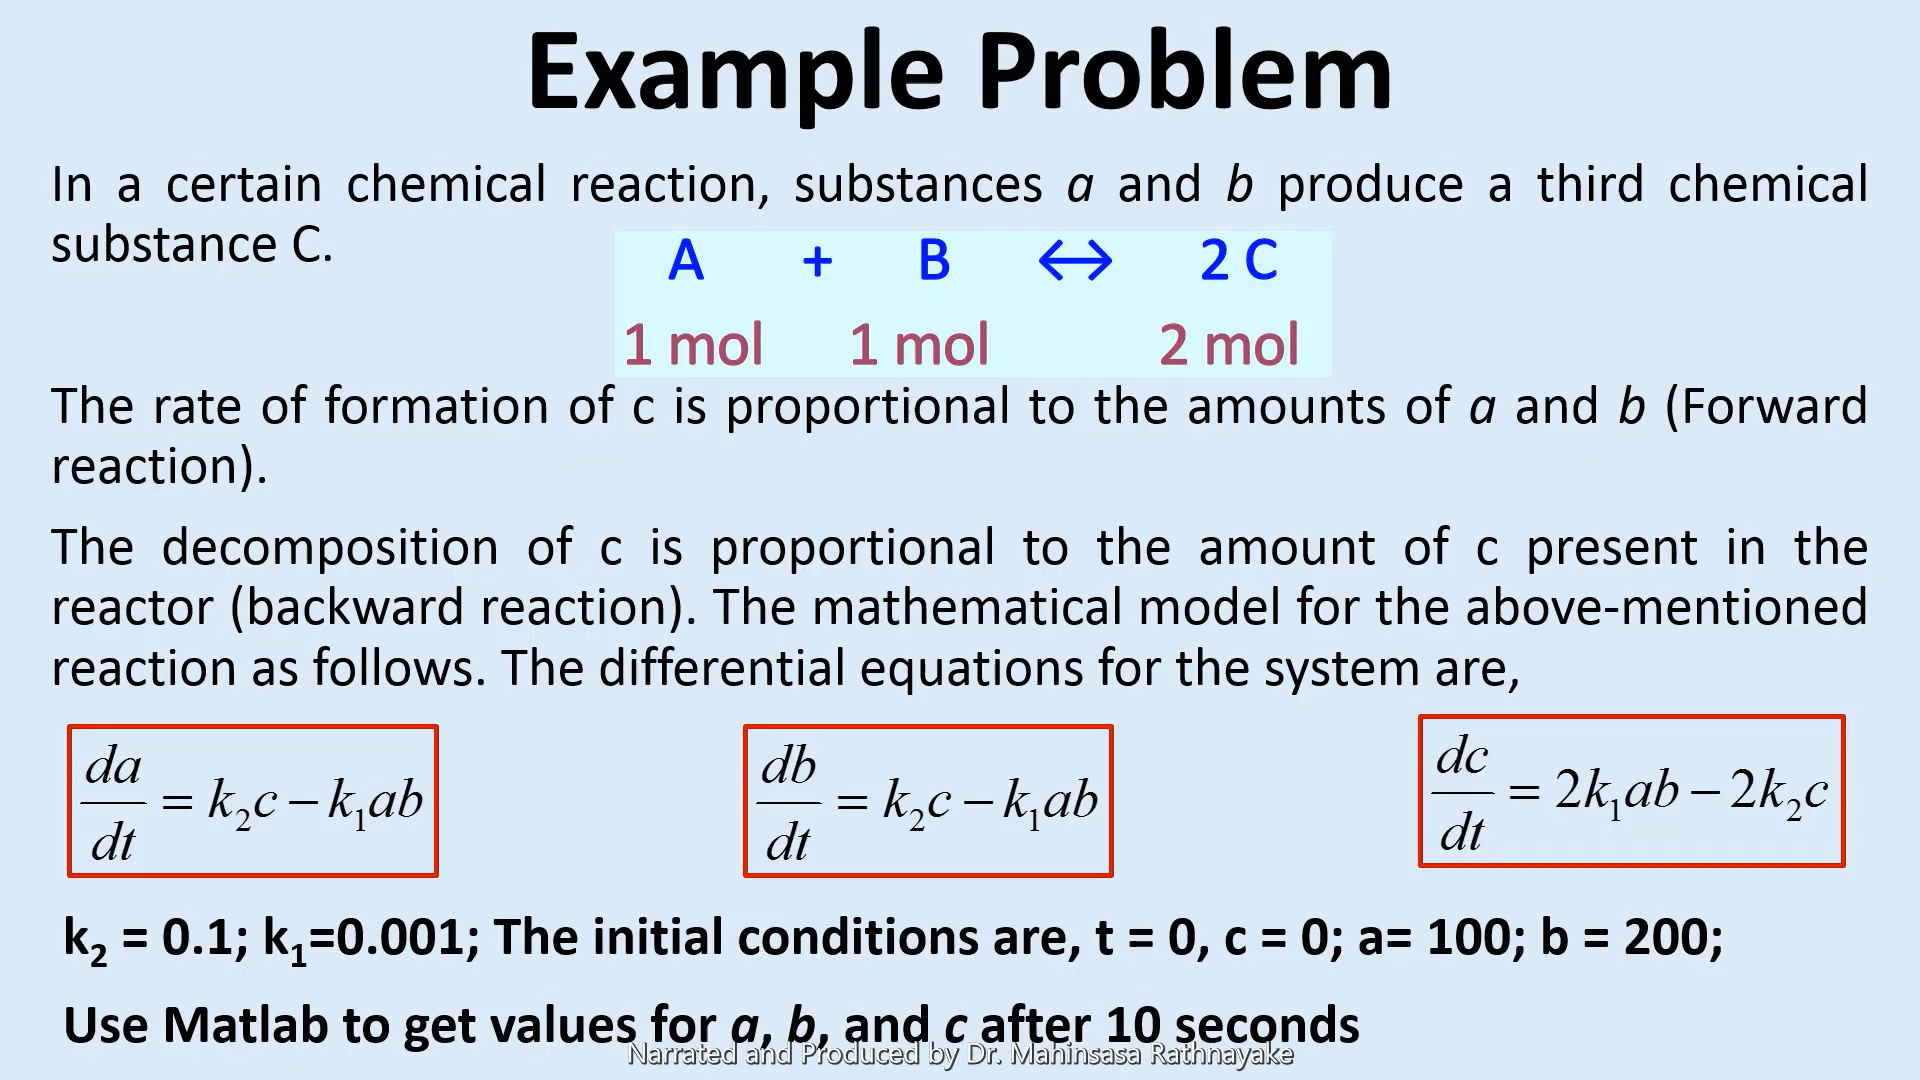 Example Problem
In a certain chemical reaction, substances a and b produce a third chemical
substance C.
A + B ↔ 2 C
1 mol 1 mol 2 mol
The rate of formation of c is proportional to the amounts of a and b (Forward
reaction).
The decomposition of c is proportional to the amount of c present in the
reactor (backward reaction). The mathematical model for the above-mentioned
reaction as follows. The differential equations for the system are,
da/dt = k₂c − k₁ab db/dt = k₂c − k₁ab dc/dt = 2k₁ab − 2k₂c
k₂ = 0.1; k₁=0.001; The initial conditions are, t = 0, c = 0; a= 100; b = 200;
Use Matlab to get values for a, b, and c after 10 seconds
Narrated and Produced by Dr. Mahinsasa Rathnayake